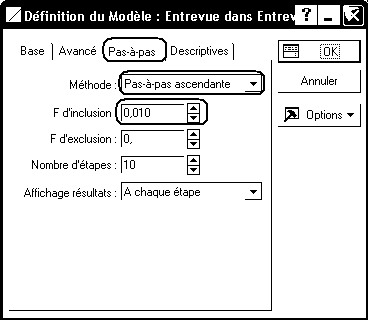 Définition du Modèle : Entrevue dans Entrev ?
Base Avancé Pas-à-pas Descriptives
OK
Méthode : Pas-à-pas ascendante
Annuler
F d'inclusion : 0,010
Options
F d'exclusion : 0,
Nombre d'étapes : 10
Affichage résultats : A chaque étape